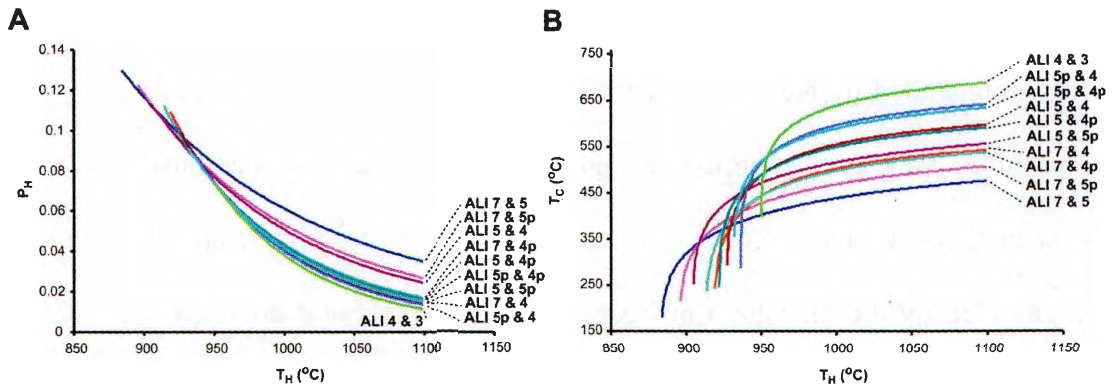 A
P_H
0.14
0.12
0.1
0.08
0.06
0.04
0.02
0
ALI 7 & 5
ALI 7 & 5p
ALI 5 & 4
ALI 7 & 4p
ALI 5 & 4p
ALI 5p & 4p
ALI 5 & 5p
ALI 7 & 4
ALI 5p & 4
ALI 4 & 3
850 900 950 1000 1050 1100 1150
T_H (°C)
B
T_C (°C)
750
650
550
450
350
250
150
ALI 4 & 3
ALI 5p & 4
ALI 5p & 4p
ALI 5 & 4
ALI 5 & 4p
ALI 5 & 5p
ALI 7 & 4
ALI 7 & 4p
ALI 7 & 5p
ALI 7 & 5
850 900 950 1000 1050 1100 1150
T_H (°C)